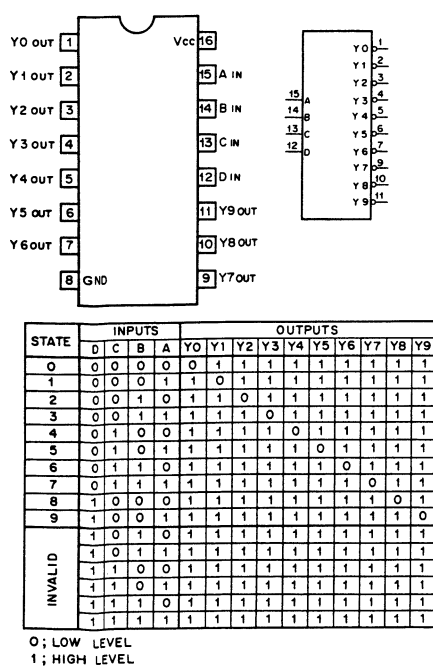 Y0 OUT 1 Vcc 16
Y1 OUT 2 15 A IN
Y2 OUT 3 14 B IN
Y3 OUT 4 13 C IN
Y4 OUT 5 12 D IN
Y5 OUT 6 11 Y9 OUT
Y6 OUT 7 10 Y8 OUT
8 GND 9 Y7 OUT
Y0 1
Y1 2
Y2 3
15 A Y3 4
14 B Y4 5
13 C Y5 6
12 D Y6 7
Y7 9
Y8 10
Y9 11
STATE INPUTS OUTPUTS
D C B A Y0 Y1 Y2 Y3 Y4 Y5 Y6 Y7 Y8 Y9
0 0 0 0 0 0 1 1 1 1 1 1 1 1 1
1 0 0 0 1 1 0 1 1 1 1 1 1 1 1
2 0 0 1 0 1 1 0 1 1 1 1 1 1 1
3 0 0 1 1 1 1 1 0 1 1 1 1 1 1
4 0 1 0 0 1 1 1 1 0 1 1 1 1 1
5 0 1 0 1 1 1 1 1 1 0 1 1 1 1
6 0 1 1 0 1 1 1 1 1 1 0 1 1 1
7 0 1 1 1 1 1 1 1 1 1 1 0 1 1
8 1 0 0 0 1 1 1 1 1 1 1 1 0 1
9 1 0 0 1 1 1 1 1 1 1 1 1 1 0
INVALID
1 0 1 0 1 1 1 1 1 1 1 1 1 1
1 0 1 1 1 1 1 1 1 1 1 1 1 1
1 1 0 0 1 1 1 1 1 1 1 1 1 1
1 1 0 1 1 1 1 1 1 1 1 1 1 1
1 1 1 0 1 1 1 1 1 1 1 1 1 1
1 1 1 1 1 1 1 1 1 1 1 1 1 1
0 ; LOW LEVEL
1 ; HIGH LEVEL